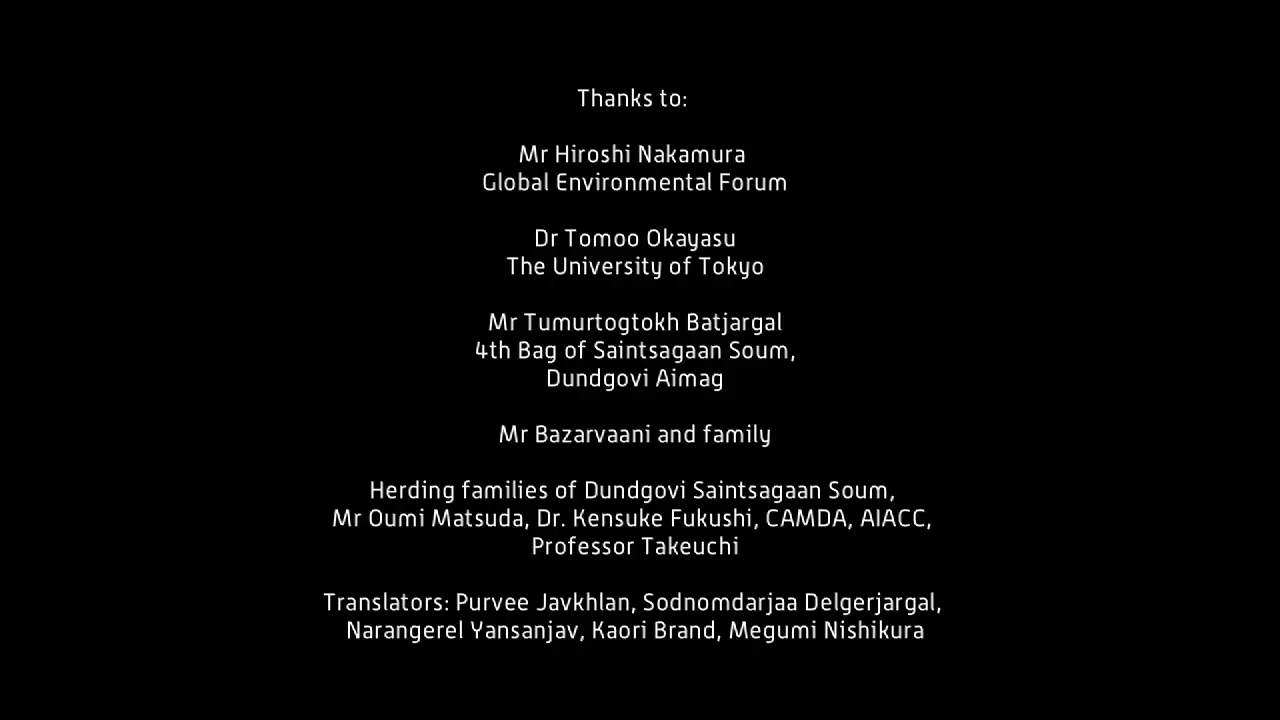 Thanks to:
Mr Hiroshi Nakamura
Global Environmental Forum
Dr Tomoo Okayasu
The University of Tokyo
Mr Tumurtogtokh Batjargal
4th Bag of Saintsagaan Soum,
Dundgovi Aimag
Mr Bazarvaani and family
Herding families of Dundgovi Saintsagaan Soum,
Mr Oumi Matsuda, Dr. Kensuke Fukushi, CAMDA, AIACC,
Professor Takeuchi
Translators: Purvee Javkhlan, Sodnomdarjaa Delgerjargal,
Narangerel Yansanjav, Kaori Brand, Megumi Nishikura